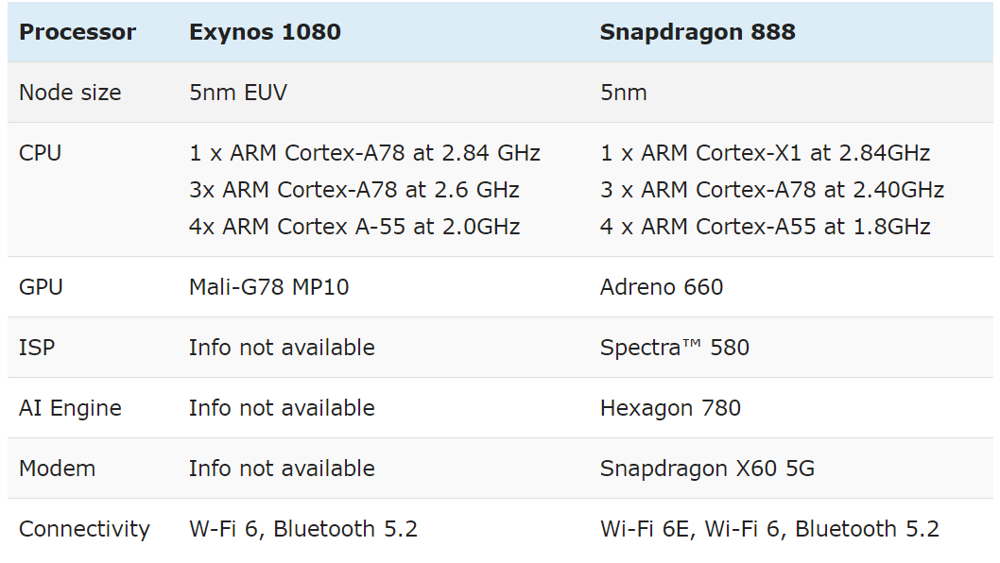 Processor Exynos 1080 Snapdragon 888
Node size 5nm EUV 5nm
CPU 1 x ARM Cortex-A78 at 2.84 GHz 1 x ARM Cortex-X1 at 2.84GHz
3x ARM Cortex-A78 at 2.6 GHz 3 x ARM Cortex-A78 at 2.40GHz
4x ARM Cortex A-55 at 2.0GHz 4 x ARM Cortex-A55 at 1.8GHz
GPU Mali-G78 MP10 Adreno 660
ISP Info not available Spectra™ 580
AI Engine Info not available Hexagon 780
Modem Info not available Snapdragon X60 5G
Connectivity W-Fi 6, Bluetooth 5.2 Wi-Fi 6E, Wi-Fi 6, Bluetooth 5.2